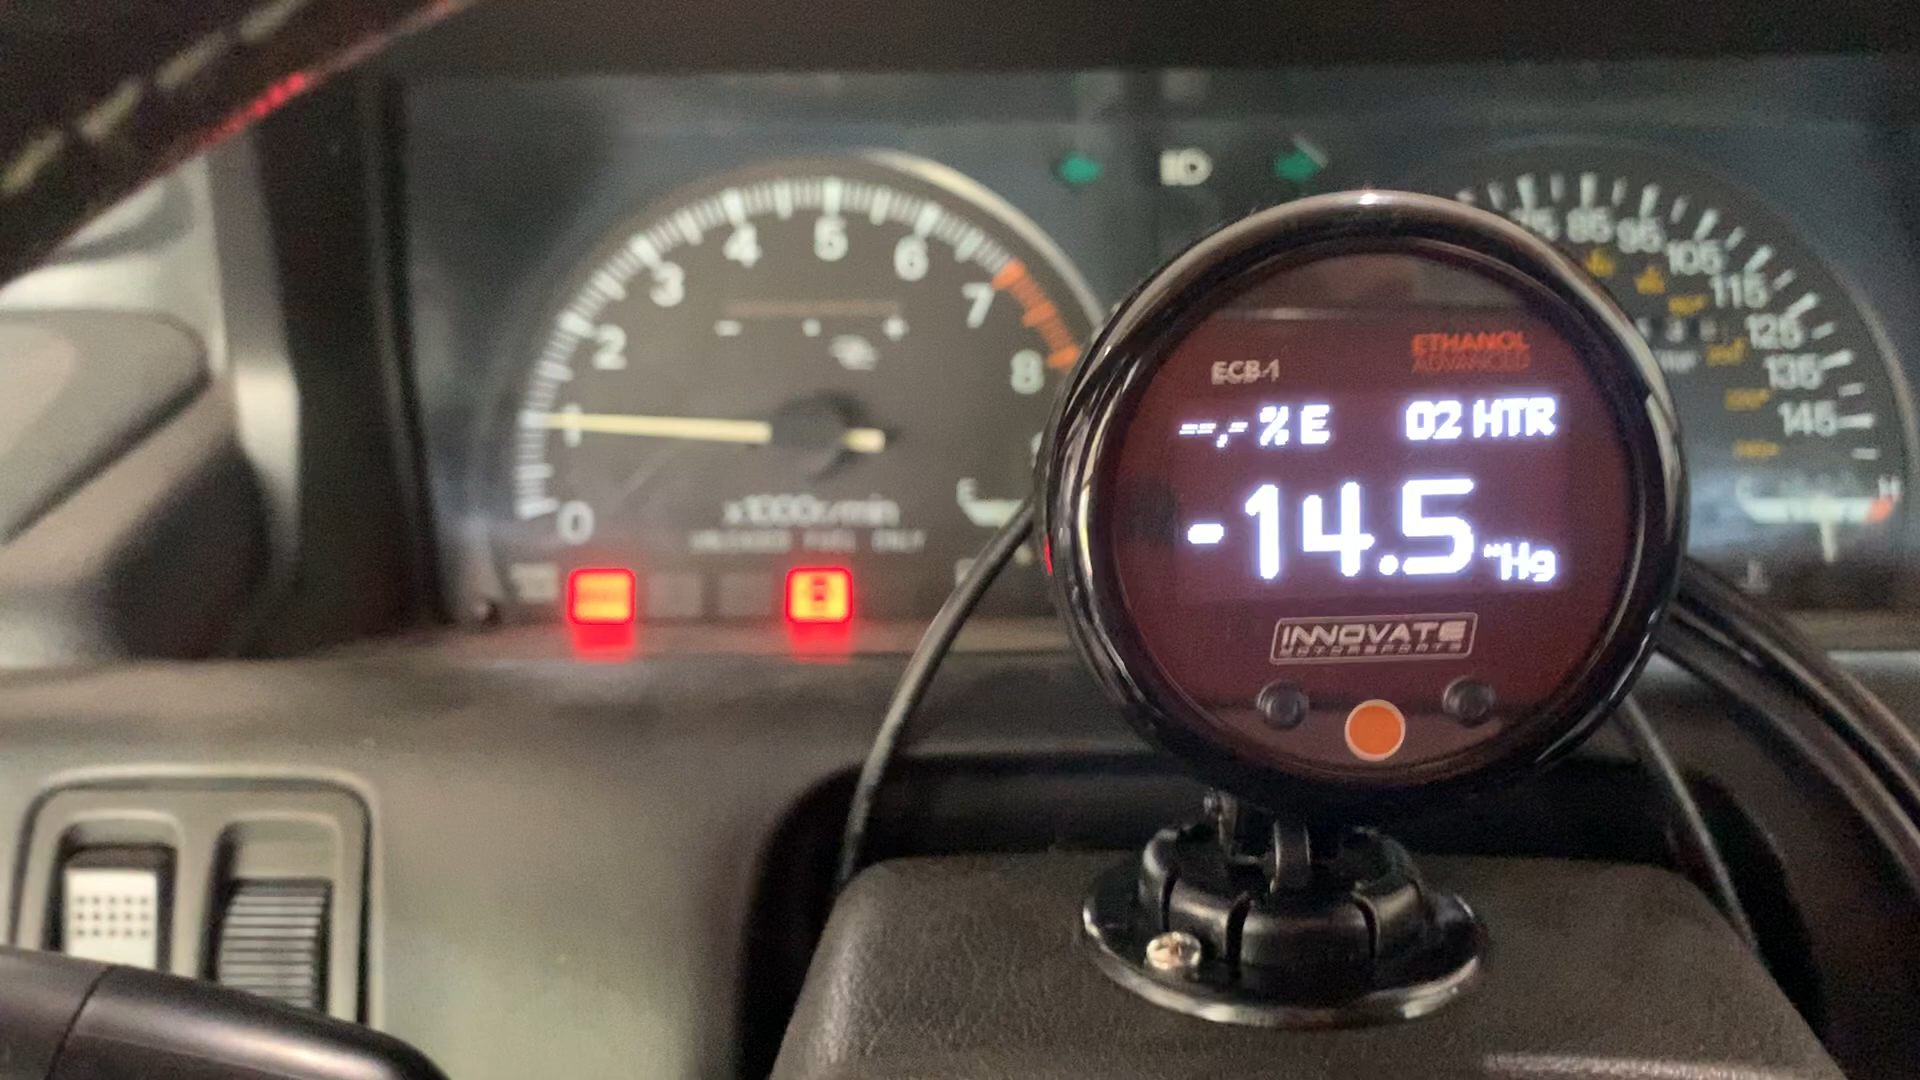 4 5 6
3 7
2 8
1
0
x1000r/min
UNLEADED FUEL ONLY
E
85 95 105 115 125 135 145
H
ECB-1
ETHANOL
ADVANCED
--.- % E O2 HTR
-14.5 "Hg
INNOVATE
MOTORSPORTS